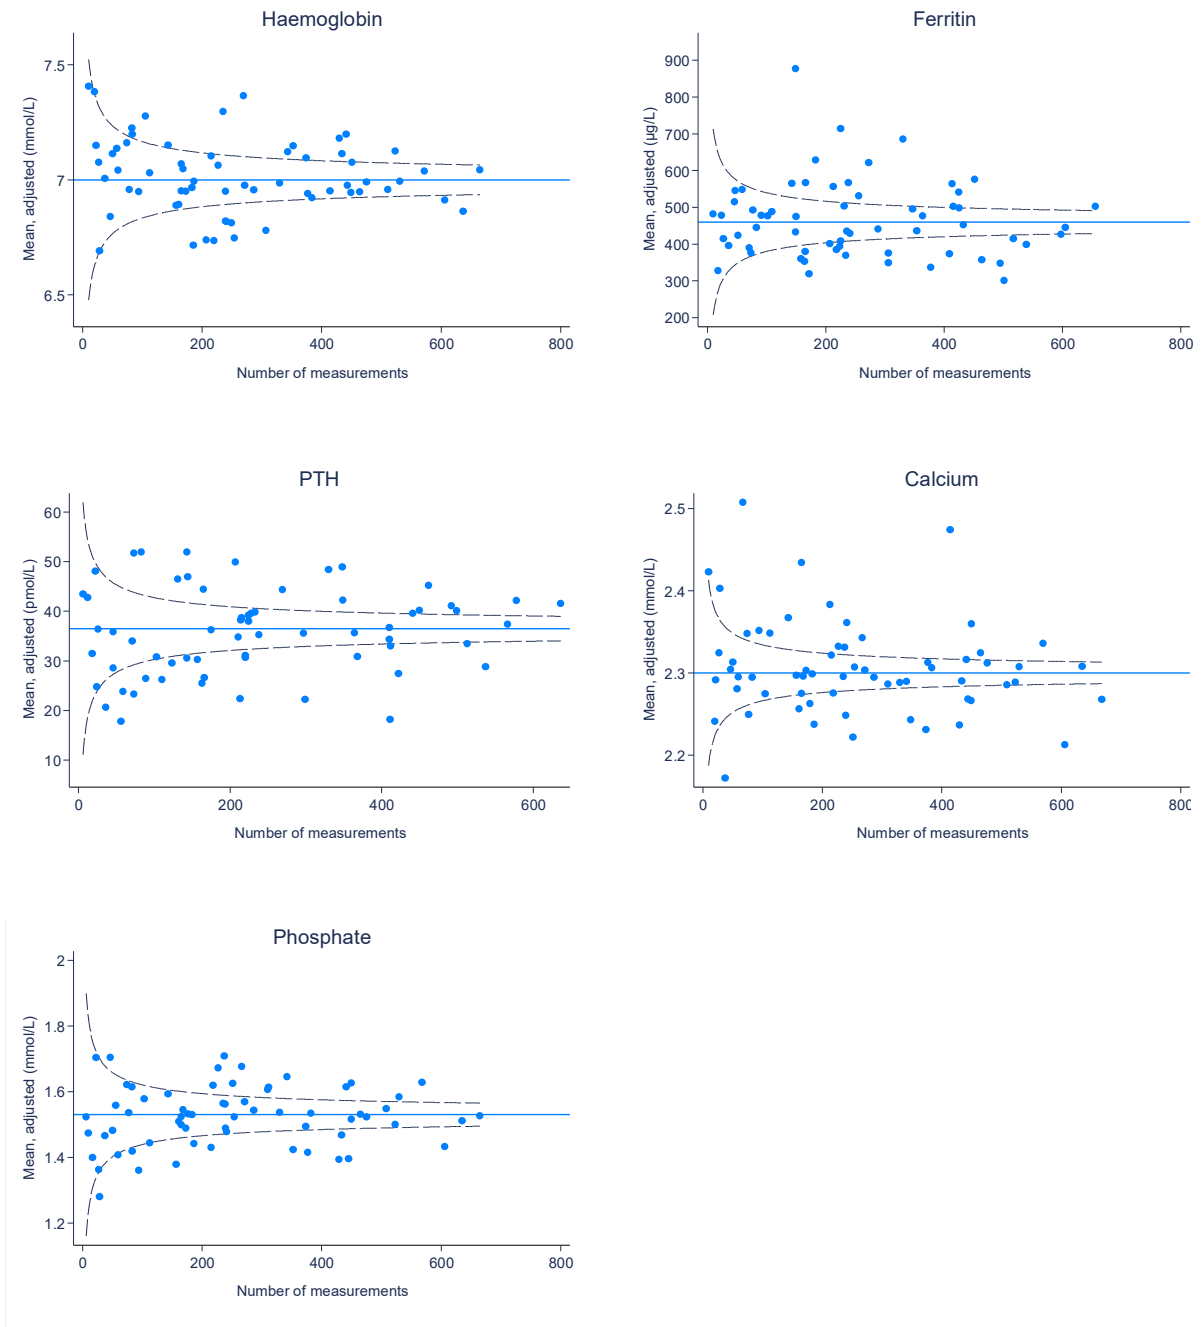 Haemoglobin
Mean, adjusted (mmol/L)
7.5
7
6.5
0 200 400 600 800
Number of measurements
Ferritin
Mean, adjusted (µg/L)
900
800
700
600
500
400
300
200
0 200 400 600 800
Number of measurements
PTH
Mean, adjusted (pmol/L)
60
50
40
30
20
10
0 200 400 600
Number of measurements
Calcium
Mean, adjusted (mmol/L)
2.5
2.4
2.3
2.2
0 200 400 600 800
Number of measurements
Phosphate
Mean, adjusted (mmol/L)
2
1.8
1.6
1.4
1.2
0 200 400 600 800
Number of measurements